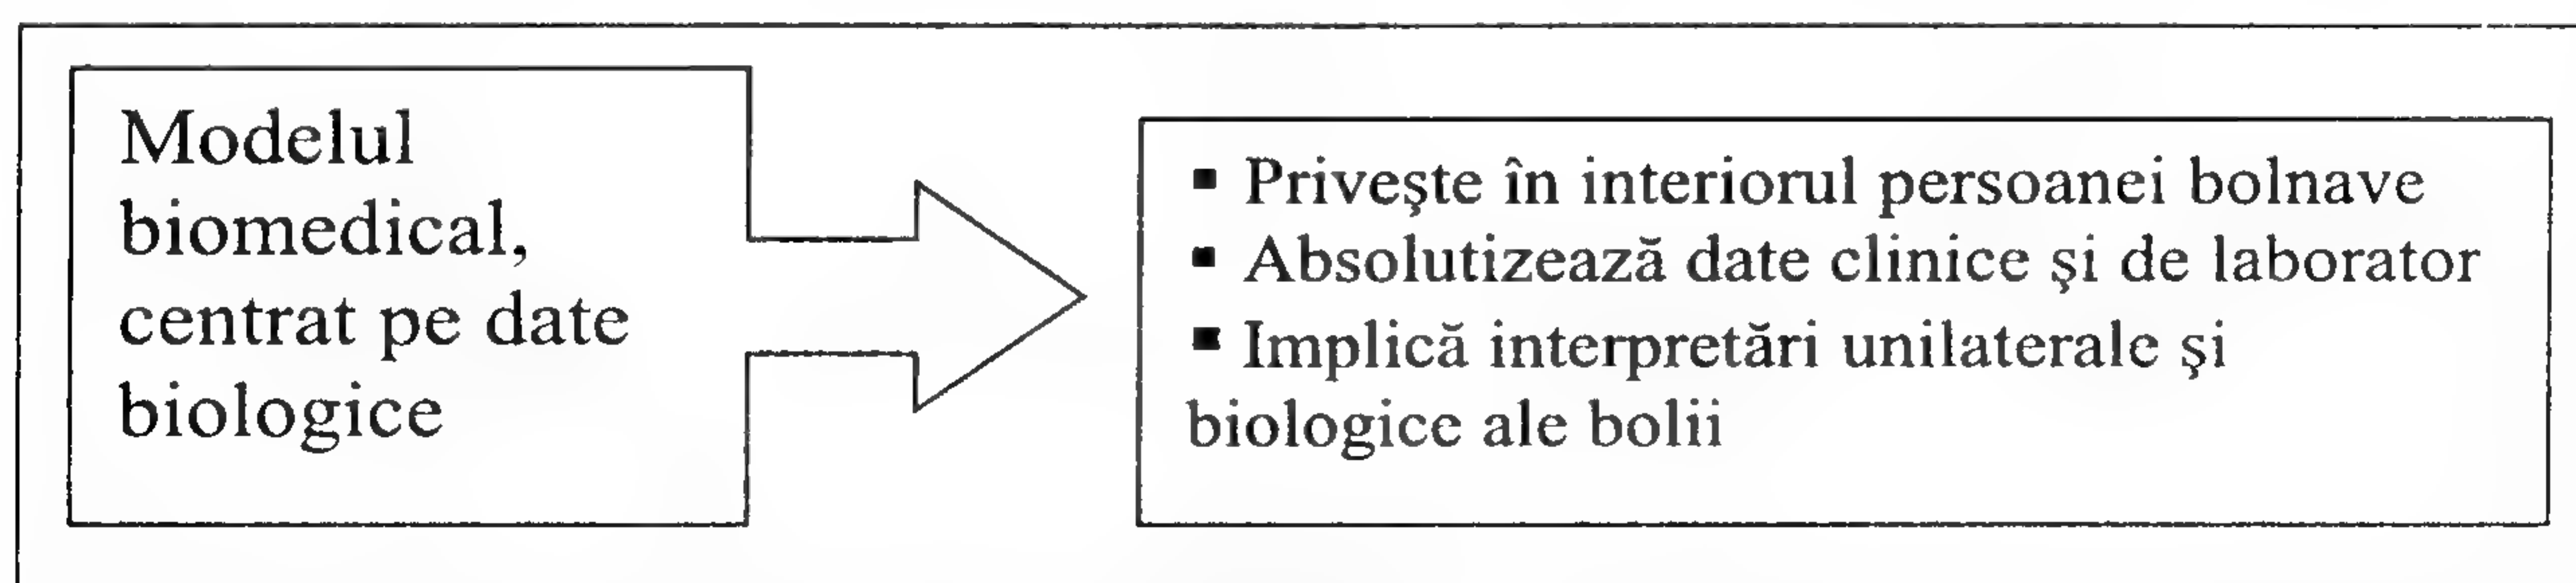 Modelul
biomedical,
centrat pe date
biologice
▪ Priveşte în interiorul persoanei bolnave
▪ Absolutizează date clinice şi de laborator
▪ Implică interpretări unilaterale şi
biologice ale bolii